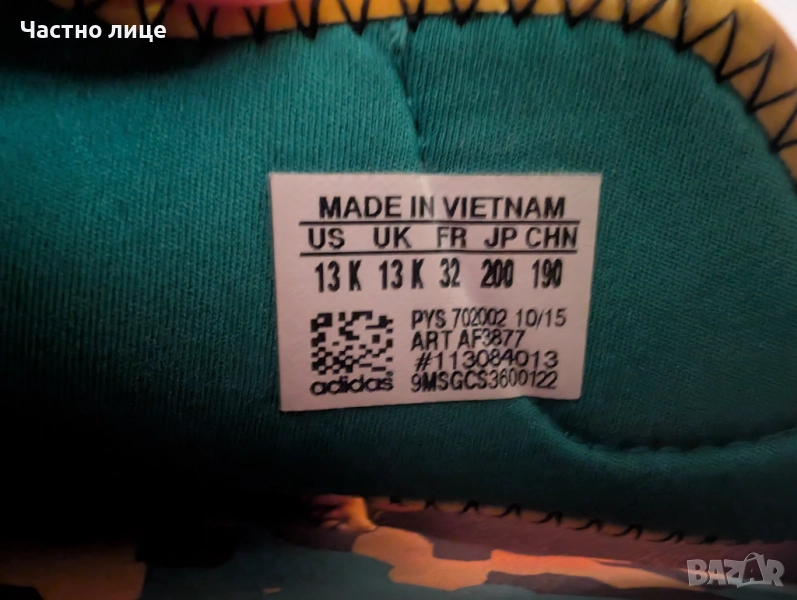 Частно лице
MADE IN VIETNAM
US UK FR JP CHN
13 K 13 K 32 200 190
PYS 702002 10/15
ART AF3877
#113084013
adidas 9MSGCS3600122
BAZAR